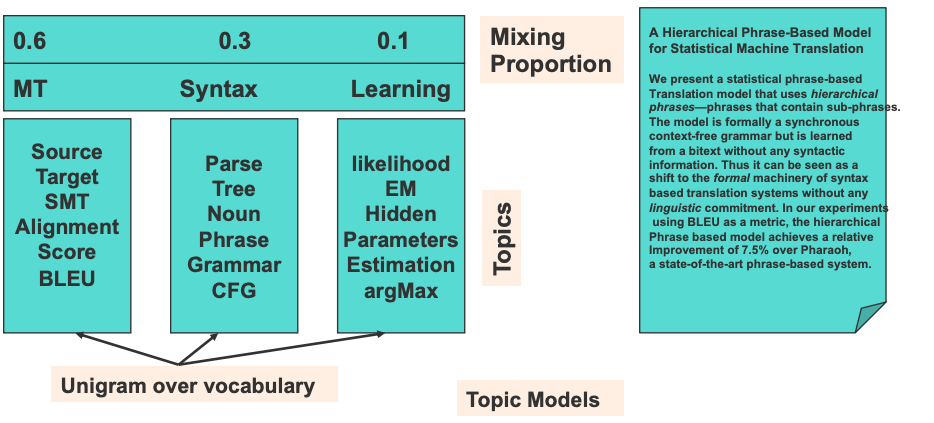 0.6 0.3 0.1
MT Syntax Learning
Mixing
Proportion
Source
Target
SMT
Alignment
Score
BLEU
Parse
Tree
Noun
Phrase
Grammar
CFG
likelihood
EM
Hidden
Parameters
Estimation
argMax
Topics
Unigram over vocabulary
Topic Models
A Hierarchical Phrase-Based Model
for Statistical Machine Translation
We present a statistical phrase-based
Translation model that uses hierarchical
phrases—phrases that contain sub-phrases.
The model is formally a synchronous
context-free grammar but is learned
from a bitext without any syntactic
information. Thus it can be seen as a
shift to the formal machinery of syntax
based translation systems without any
linguistic commitment. In our experiments
using BLEU as a metric, the hierarchical
Phrase based model achieves a relative
Improvement of 7.5% over Pharaoh,
a state-of-the-art phrase-based system.